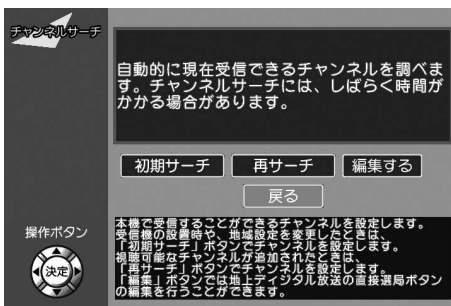 チャンネルサーチ
自動的に現在受信できるチャンネルを調べま
す。チャンネルサーチには、しばらく時間が
かかる場合があります。
初期サーチ 再サーチ 編集する
戻る
操作ボタン
決定
本機で受信することができるチャンネルを設定します。
受信機の設置時や、地域設定を変更したときは、
「初期サーチ」ボタンでチャンネルを設定します。
視聴可能なチャンネルが追加されたときは、
「再サーチ」ボタンでチャンネルを設定します。
「編集」ボタンでは地上ディジタル放送の直接選局ボタン
の編集を行うことができます。